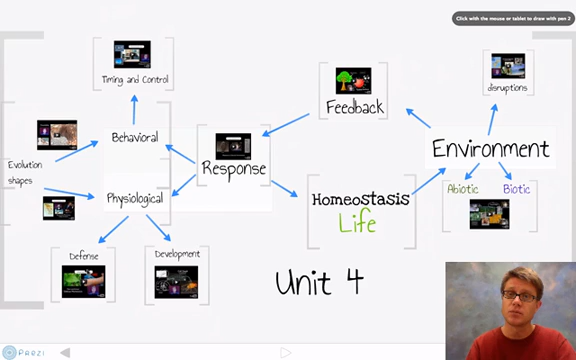 Click with the mouse or tablet to draw with pen 2
Timing and Control
disruptions
Feedback
Behavioral
Environment
Response
Evolution
shapes
Abiotic
Biotic
Physiological
Homeostasis
Life
Defense
Development
Unit 4
PREZI